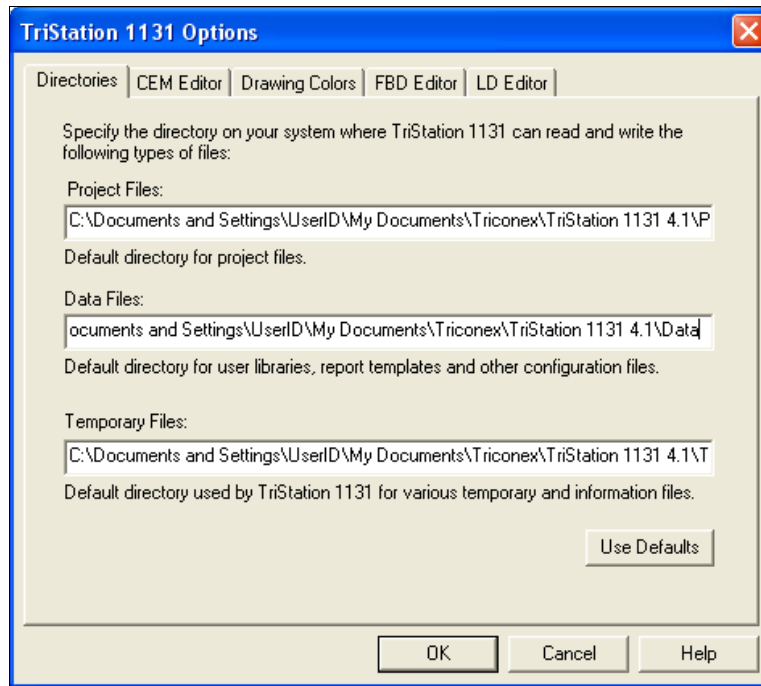 TriStation 1131 Options
Directories CEM Editor Drawing Colors FBD Editor LD Editor
Specify the directory on your system where TriStation 1131 can read and write the
following types of files:
Project Files:
C:\Documents and Settings\UserID\My Documents\Triconex\TriStation 1131 4.1\P
Default directory for project files.
Data Files:
ocuments and Settings\UserID\My Documents\Triconex\TriStation 1131 4.1\Data
Default directory for user libraries, report templates and other configuration files.
Temporary Files:
C:\Documents and Settings\UserID\My Documents\Triconex\TriStation 1131 4.1\T
Default directory used by TriStation 1131 for various temporary and information files.
Use Defaults
OK Cancel Help